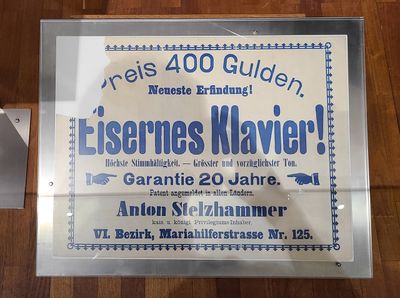 Preis 400 Gulden.
Neueste Erfindung!
Eisernes Klavier!
Höchste Stimmhältigkeit. — Grösster und vorzüglichster Ton.
Garantie 20 Jahre.
Patent angemeldet in allen Ländern.
Anton Stelzhammer
kais. u. königl. Privilegiums-Inhaber,
VI. Bezirk, Mariahilferstrasse Nr. 125.